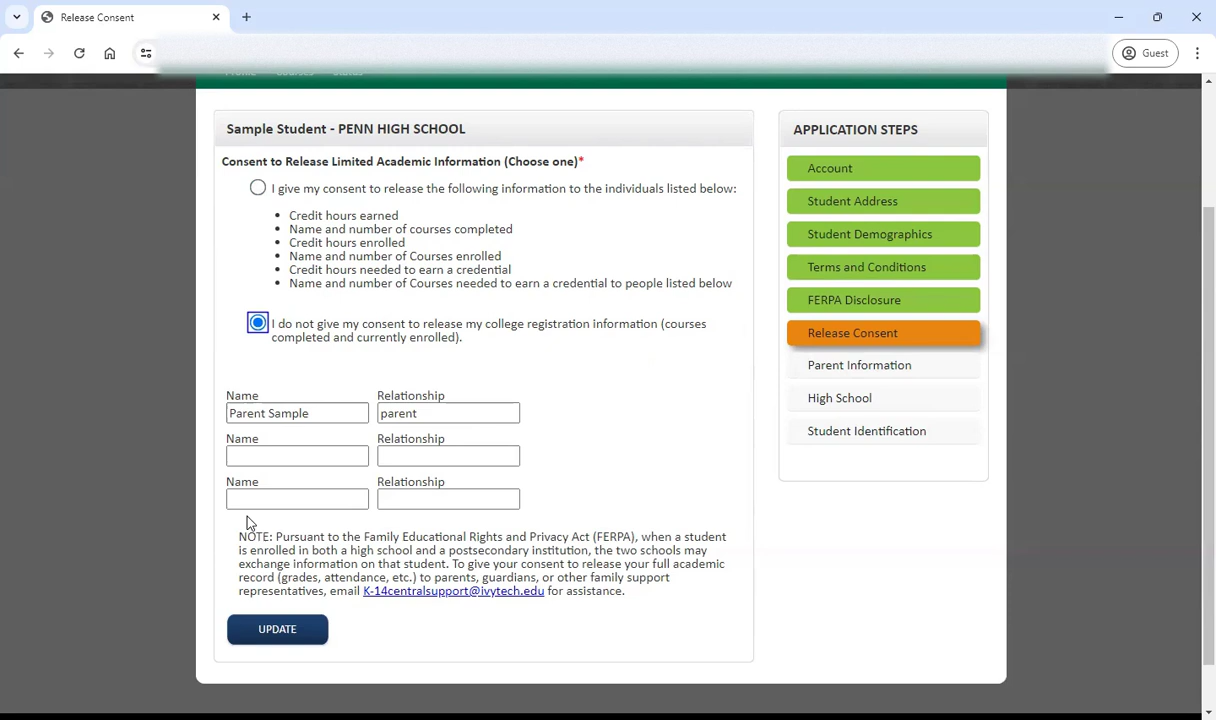 Release Consent
Guest
Sample Student - PENN HIGH SCHOOL
Consent to Release Limited Academic Information (Choose one)*
I give my consent to release the following information to the individuals listed below:
• Credit hours earned
• Name and number of courses completed
• Credit hours enrolled
• Name and number of Courses enrolled
• Credit hours needed to earn a credential
• Name and number of Courses needed to earn a credential to people listed below
I do not give my consent to release my college registration information (courses
completed and currently enrolled).
Name Relationship
Parent Sample parent
Name Relationship
Name Relationship
NOTE: Pursuant to the Family Educational Rights and Privacy Act (FERPA), when a student
is enrolled in both a high school and a postsecondary institution, the two schools may
exchange information on that student. To give your consent to release your full academic
record (grades, attendance, etc.) to parents, guardians, or other family support
representatives, email K-14centralsupport@ivytech.edu for assistance.
UPDATE
APPLICATION STEPS
Account
Student Address
Student Demographics
Terms and Conditions
FERPA Disclosure
Release Consent
Parent Information
High School
Student Identification